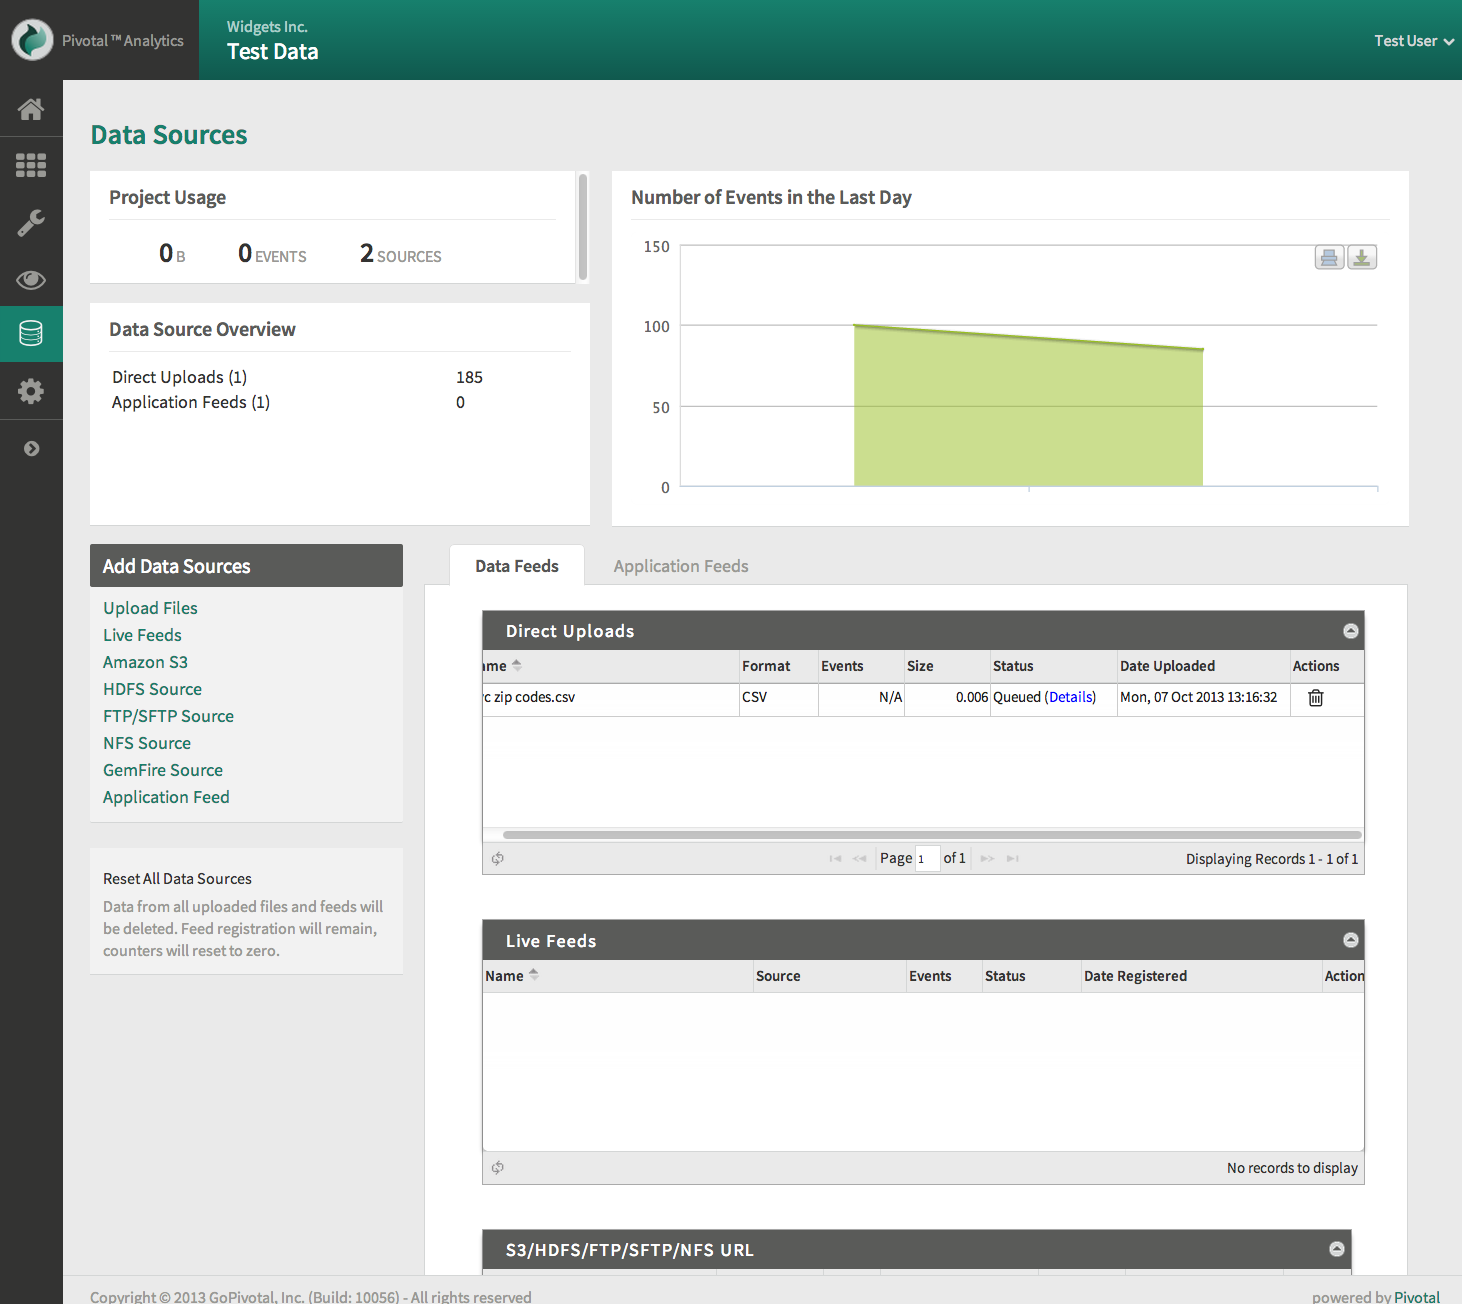 Pivotal™Analytics
Widgets Inc.
Test Data
Test User
Data Sources
Project Usage
0 B
0 EVENTS
2 SOURCES
Data Source Overview
Direct Uploads (1) 185
Application Feeds (1) 0
Number of Events in the Last Day
150
100
50
0
Add Data Sources
Upload Files
Live Feeds
Amazon S3
HDFS Source
FTP/SFTP Source
NFS Source
GemFire Source
Application Feed
Reset All Data Sources
Data from all uploaded files and feeds will
be deleted. Feed registration will remain,
counters will reset to zero.
Data Feeds Application Feeds
Direct Uploads
ame Format Events Size Status Date Uploaded Actions
c zip codes.csv CSV N/A 0.006 Queued (Details) Mon, 07 Oct 2013 13:16:32
Page 1 of 1 Displaying Records 1 - 1 of 1
Live Feeds
Name Source Events Status Date Registered Action
No records to display
S3/HDFS/FTP/SFTP/NFS URL
Copyright © 2013 GoPivotal, Inc. (Build: 10056) - All rights reserved
powered by Pivotal